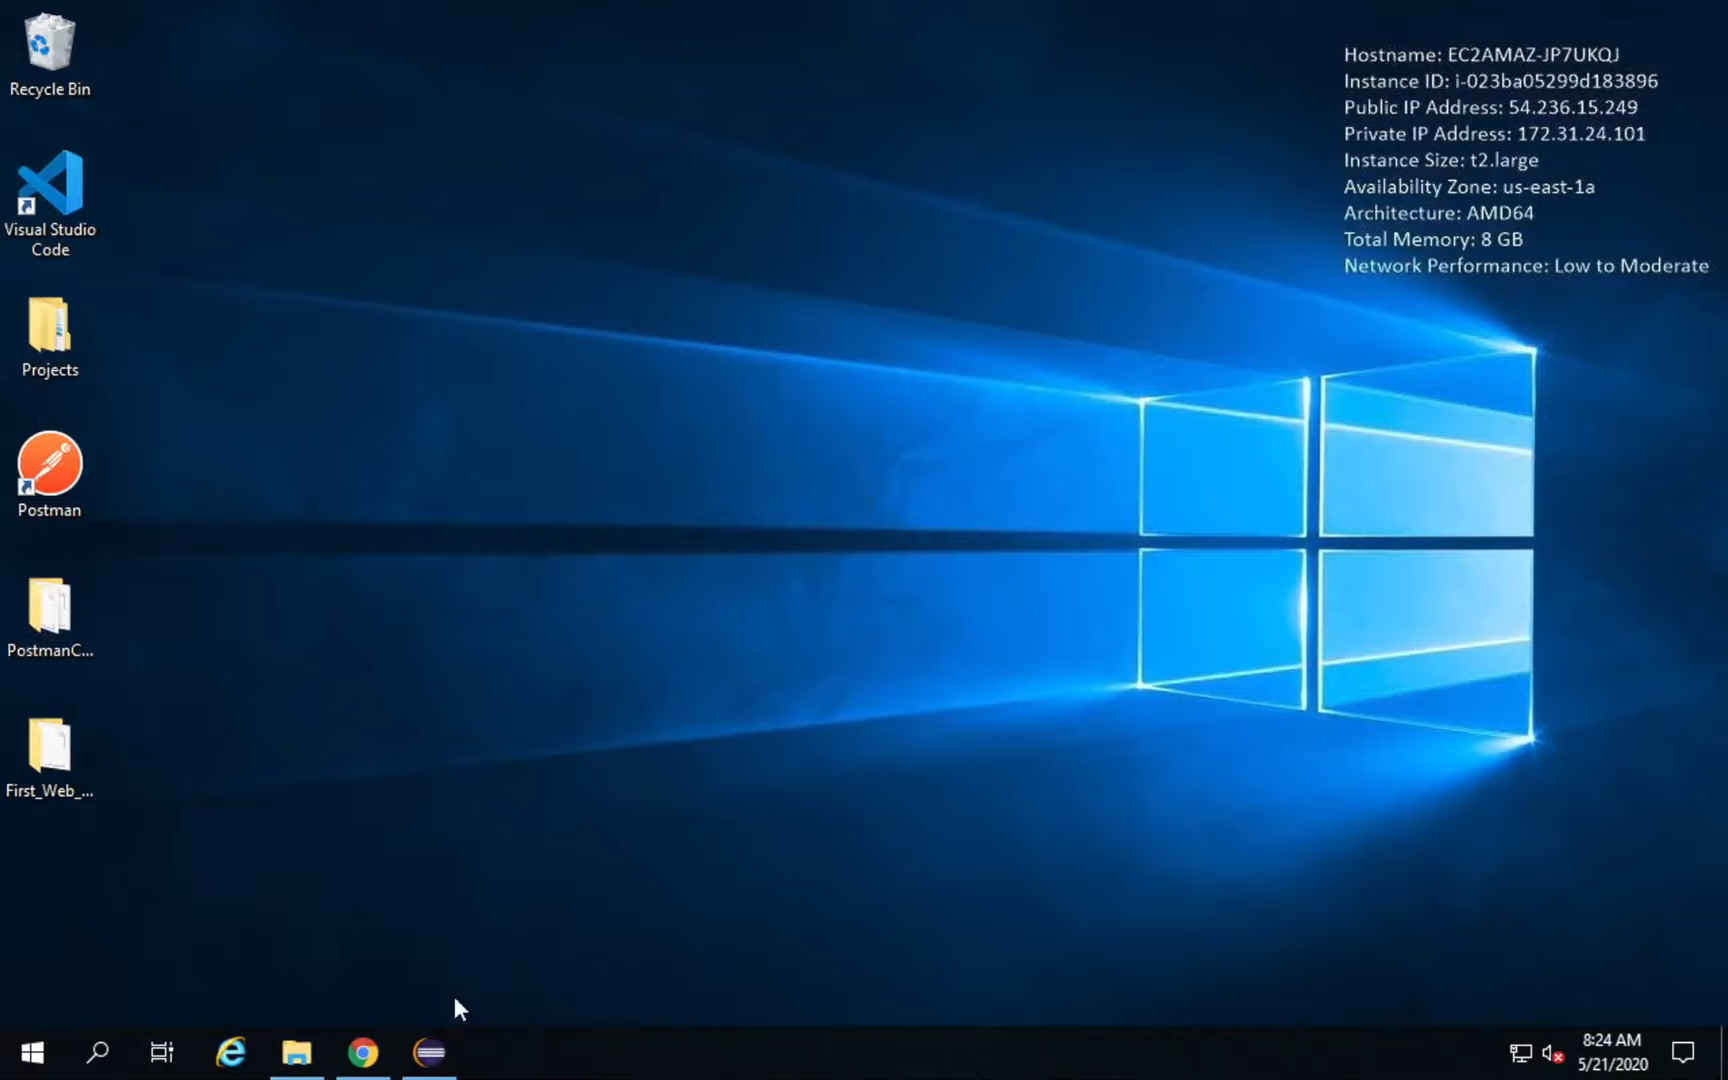 Recycle Bin
Visual Studio
Code
Projects
Postman
PostmanC...
First_Web_...
Hostname: EC2AMAZ-JP7UKQJ
Instance ID: i-023ba05299d183896
Public IP Address: 54.236.15.249
Private IP Address: 172.31.24.101
Instance Size: t2.large
Availability Zone: us-east-1a
Architecture: AMD64
Total Memory: 8 GB
Network Performance: Low to Moderate
8:24 AM
5/21/2020